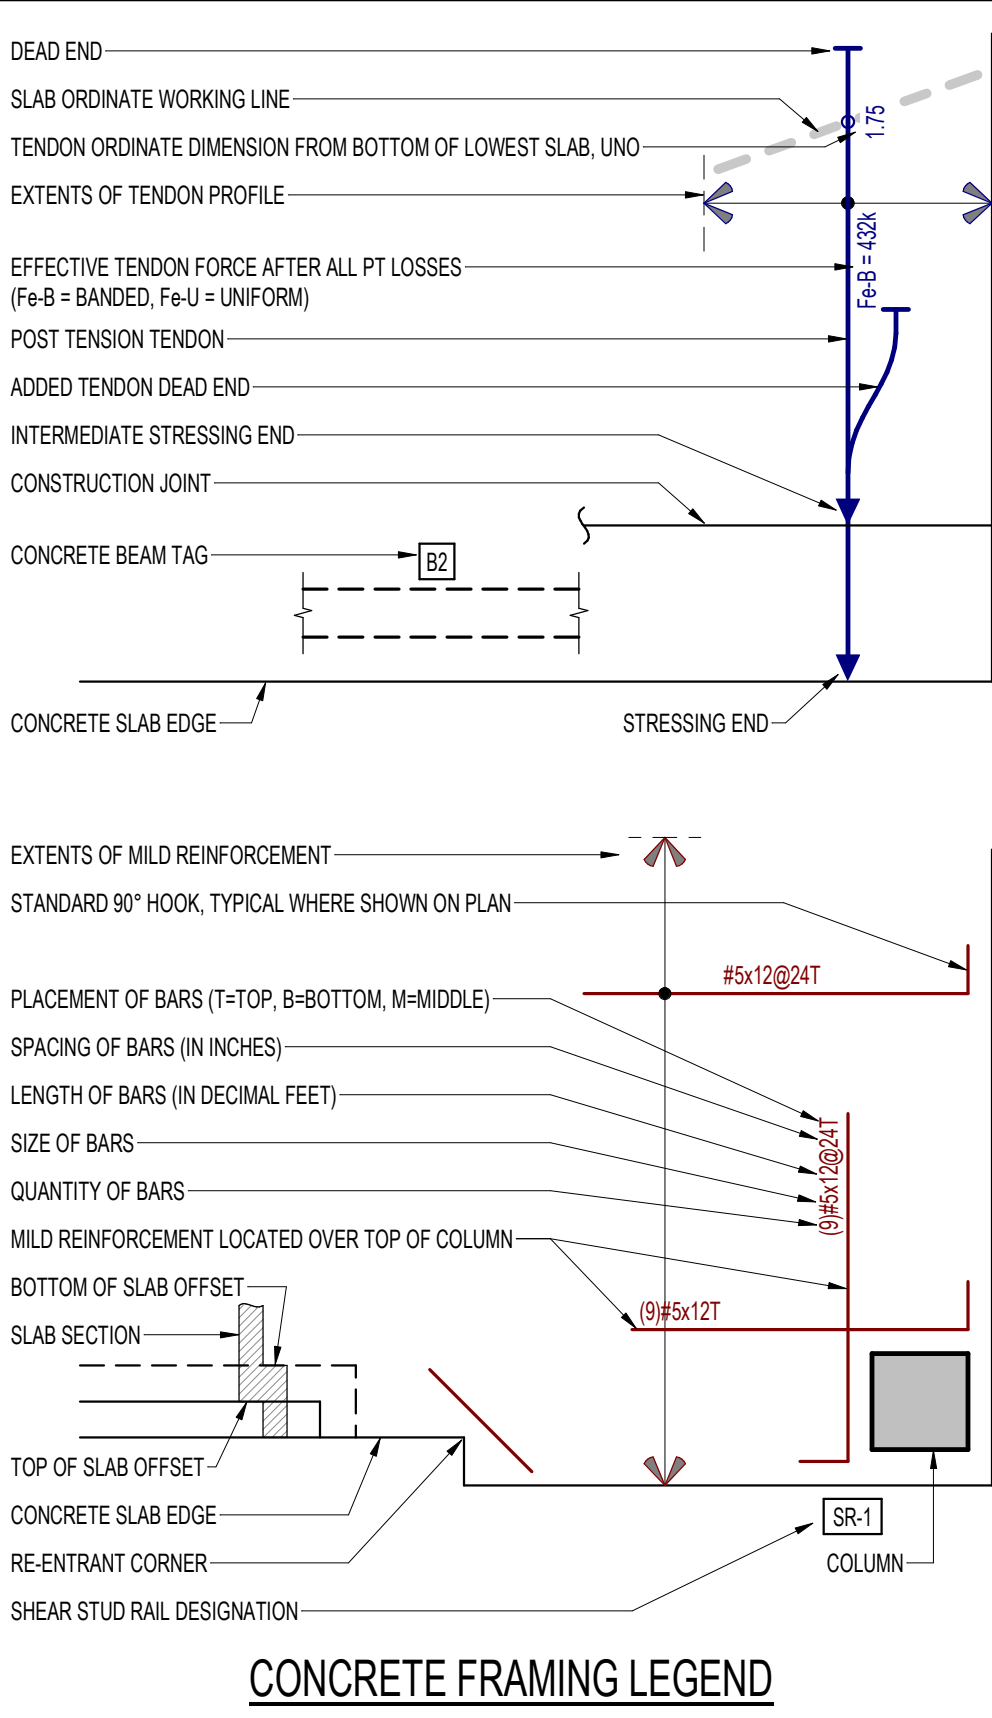 DEAD END
SLAB ORDINATE WORKING LINE
1.75
TENDON ORDINATE DIMENSION FROM BOTTOM OF LOWEST SLAB, UNO
EXTENTS OF TENDON PROFILE
EFFECTIVE TENDON FORCE AFTER ALL PT LOSSES
(Fe-B = BANDED, Fe-U = UNIFORM)
Fe-B = 432k
POST TENSION TENDON
ADDED TENDON DEAD END
INTERMEDIATE STRESSING END
CONSTRUCTION JOINT
CONCRETE BEAM TAG
B2
CONCRETE SLAB EDGE
STRESSING END
EXTENTS OF MILD REINFORCEMENT
STANDARD 90° HOOK, TYPICAL WHERE SHOWN ON PLAN
#5x12@24T
PLACEMENT OF BARS (T=TOP, B=BOTTOM, M=MIDDLE)
SPACING OF BARS (IN INCHES)
LENGTH OF BARS (IN DECIMAL FEET)
SIZE OF BARS
QUANTITY OF BARS
(9)#5x12@24T
MILD REINFORCEMENT LOCATED OVER TOP OF COLUMN
BOTTOM OF SLAB OFFSET
(9)#5x12T
SLAB SECTION
TOP OF SLAB OFFSET
CONCRETE SLAB EDGE
SR-1
RE-ENTRANT CORNER
COLUMN
SHEAR STUD RAIL DESIGNATION
CONCRETE FRAMING LEGEND